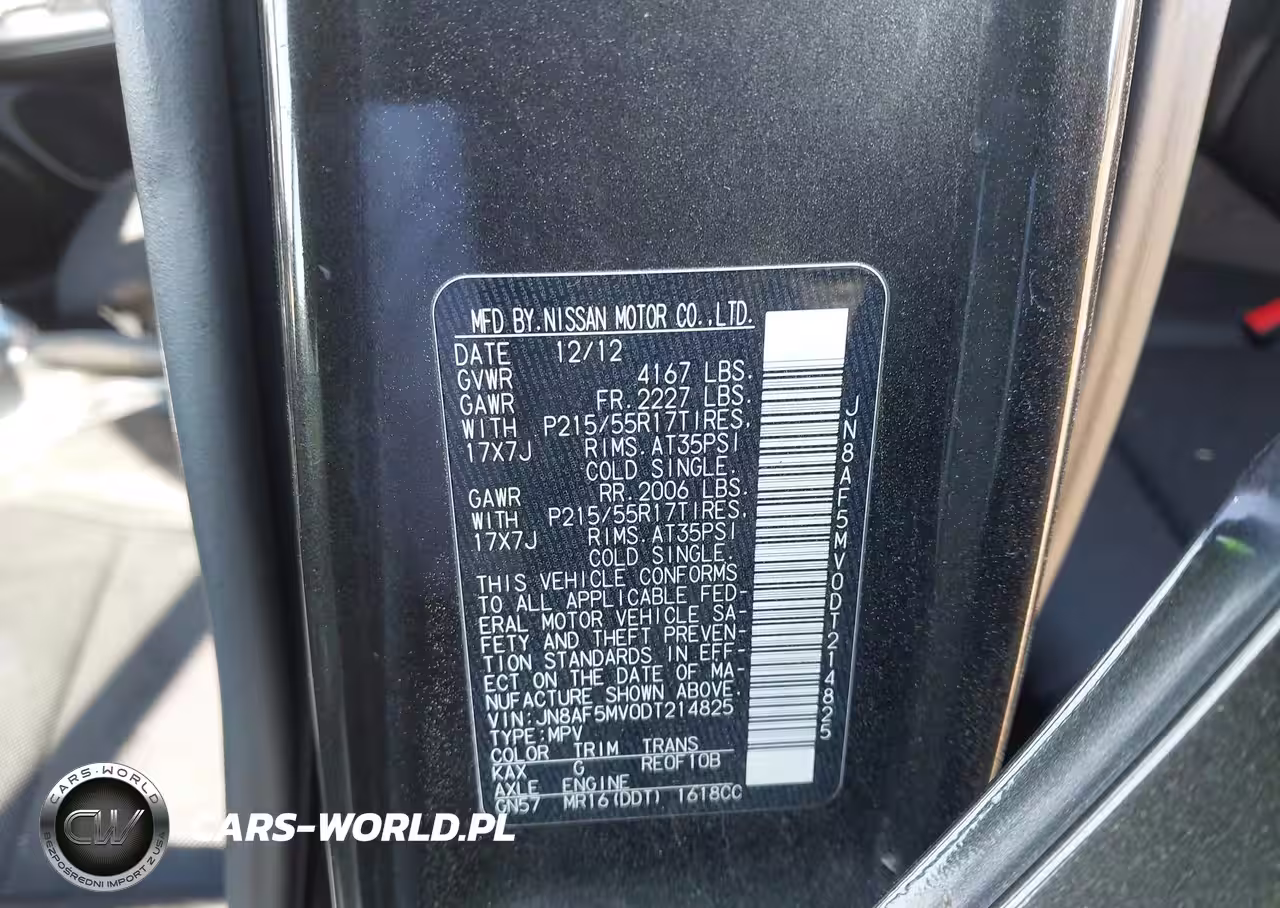 MFD BY.NISSAN MOTOR CO.,LTD.
DATE 12/12
GVWR 4167 LBS.
GAWR FR.2227 LBS.
WITH P215/55R17TIRES,
17X7J RIMS.AT35PSI
COLD SINGLE.
GAWR RR.2006 LBS.
WITH P215/55R17TIRES,
17X7J RIMS.AT35PSI
COLD SINGLE.
THIS VEHICLE CONFORMS
TO ALL APPLICABLE FED-
ERAL MOTOR VEHICLE SA-
FETY AND THEFT PREVEN-
TION STANDARDS IN EFF-
ECT ON THE DATE OF MA-
NUFACTURE SHOWN ABOVE.
VIN:JN8AF5MV0DT214825
TYPE:MPV
COLOR TRIM TRANS
KAX G RE0F10B
AXLE ENGINE
GN57 MR16(DDT) 1618CC
JN8AF5MV0DT214825
CARS-WORLD
CW
BEZPOŚREDNI IMPORT Z USA
CARS-WORLD.PL